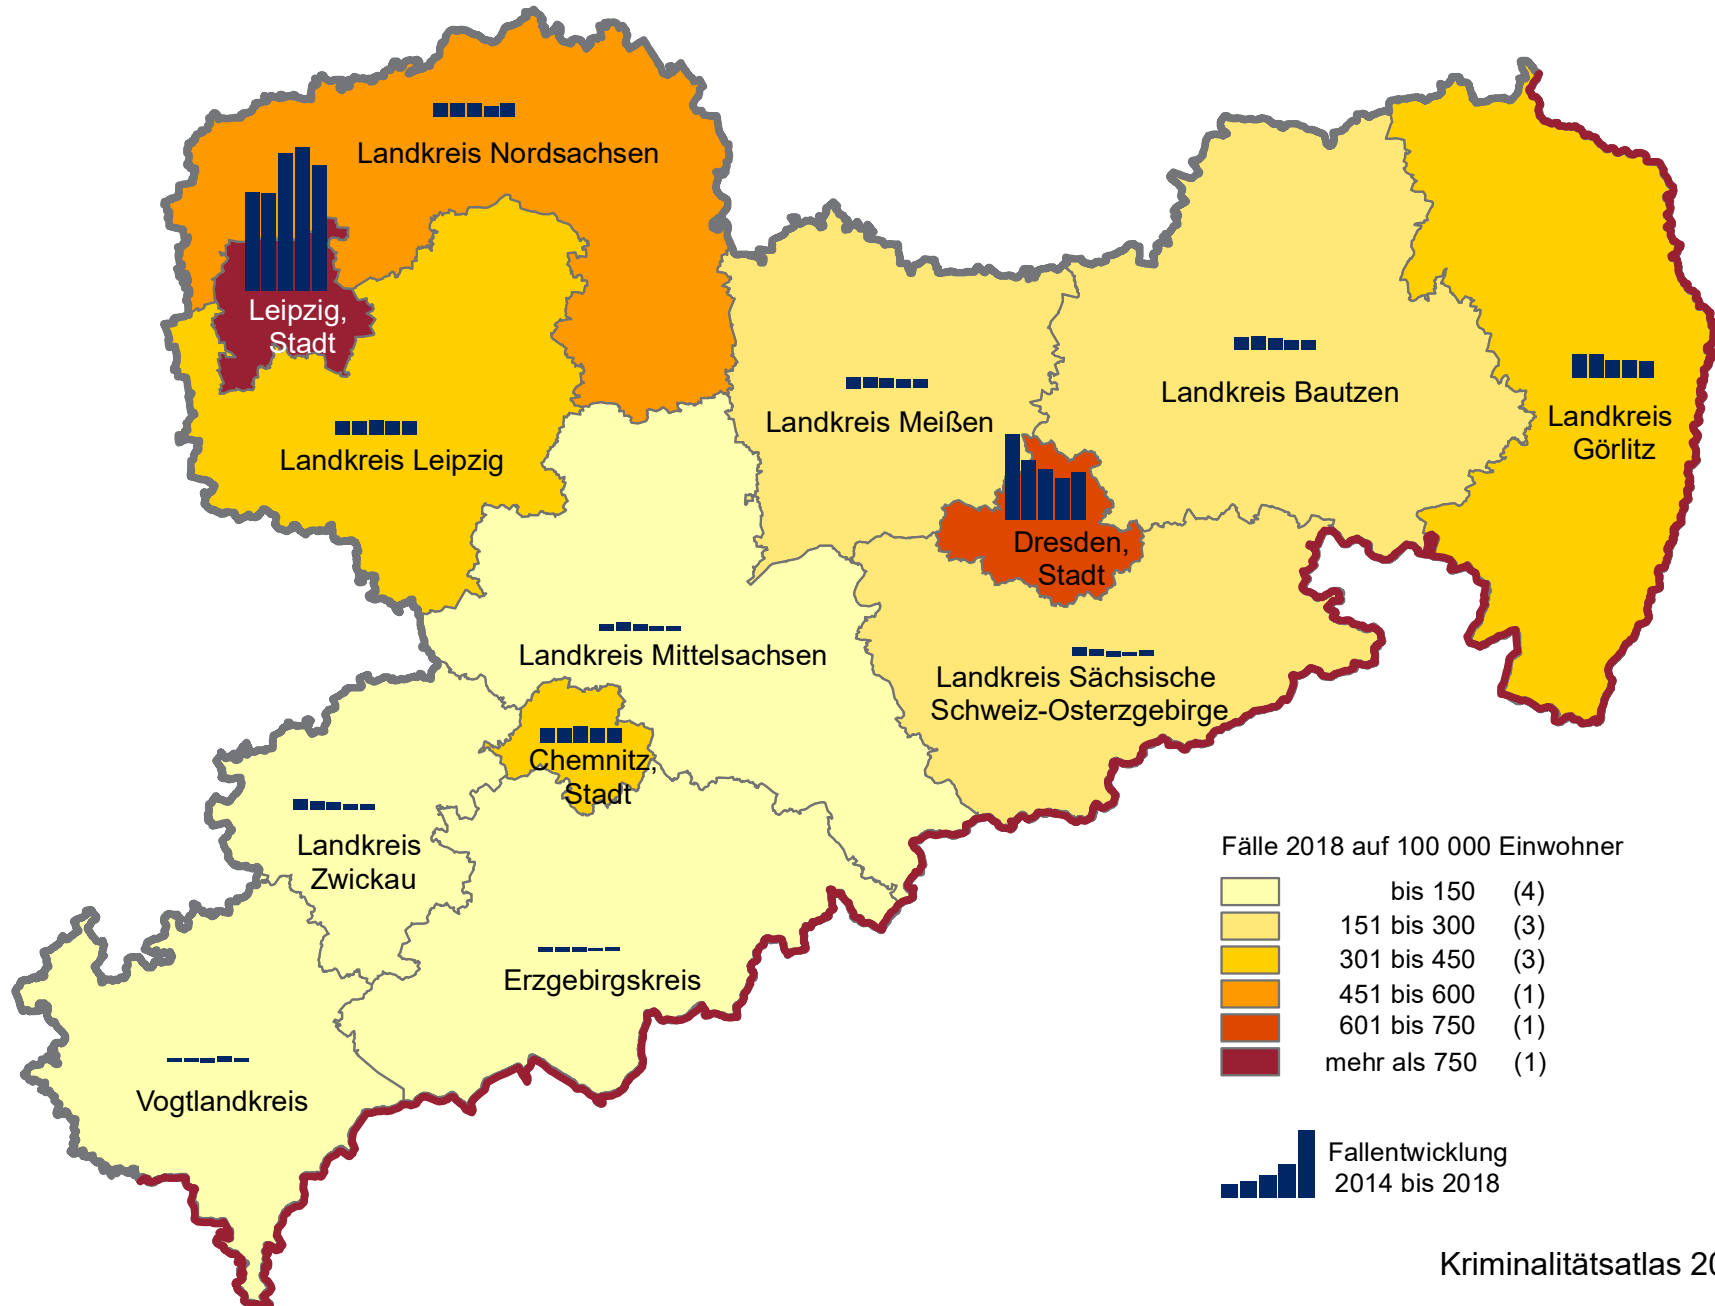 Landkreis Nordsachsen
Leipzig,
Stadt
Landkreis Leipzig
Landkreis Meißen
Landkreis Bautzen
Landkreis
Görlitz
Dresden,
Stadt
Landkreis Mittelsachsen
Landkreis Sächsische
Schweiz-Osterzgebirge
Chemnitz,
Stadt
Landkreis
Zwickau
Erzgebirgskreis
Vogtlandkreis
Fälle 2018 auf 100 000 Einwohner
bis 150 (4)
151 bis 300 (3)
301 bis 450 (3)
451 bis 600 (1)
601 bis 750 (1)
mehr als 750 (1)
Fallentwicklung
2014 bis 2018
Kriminalitätsatlas